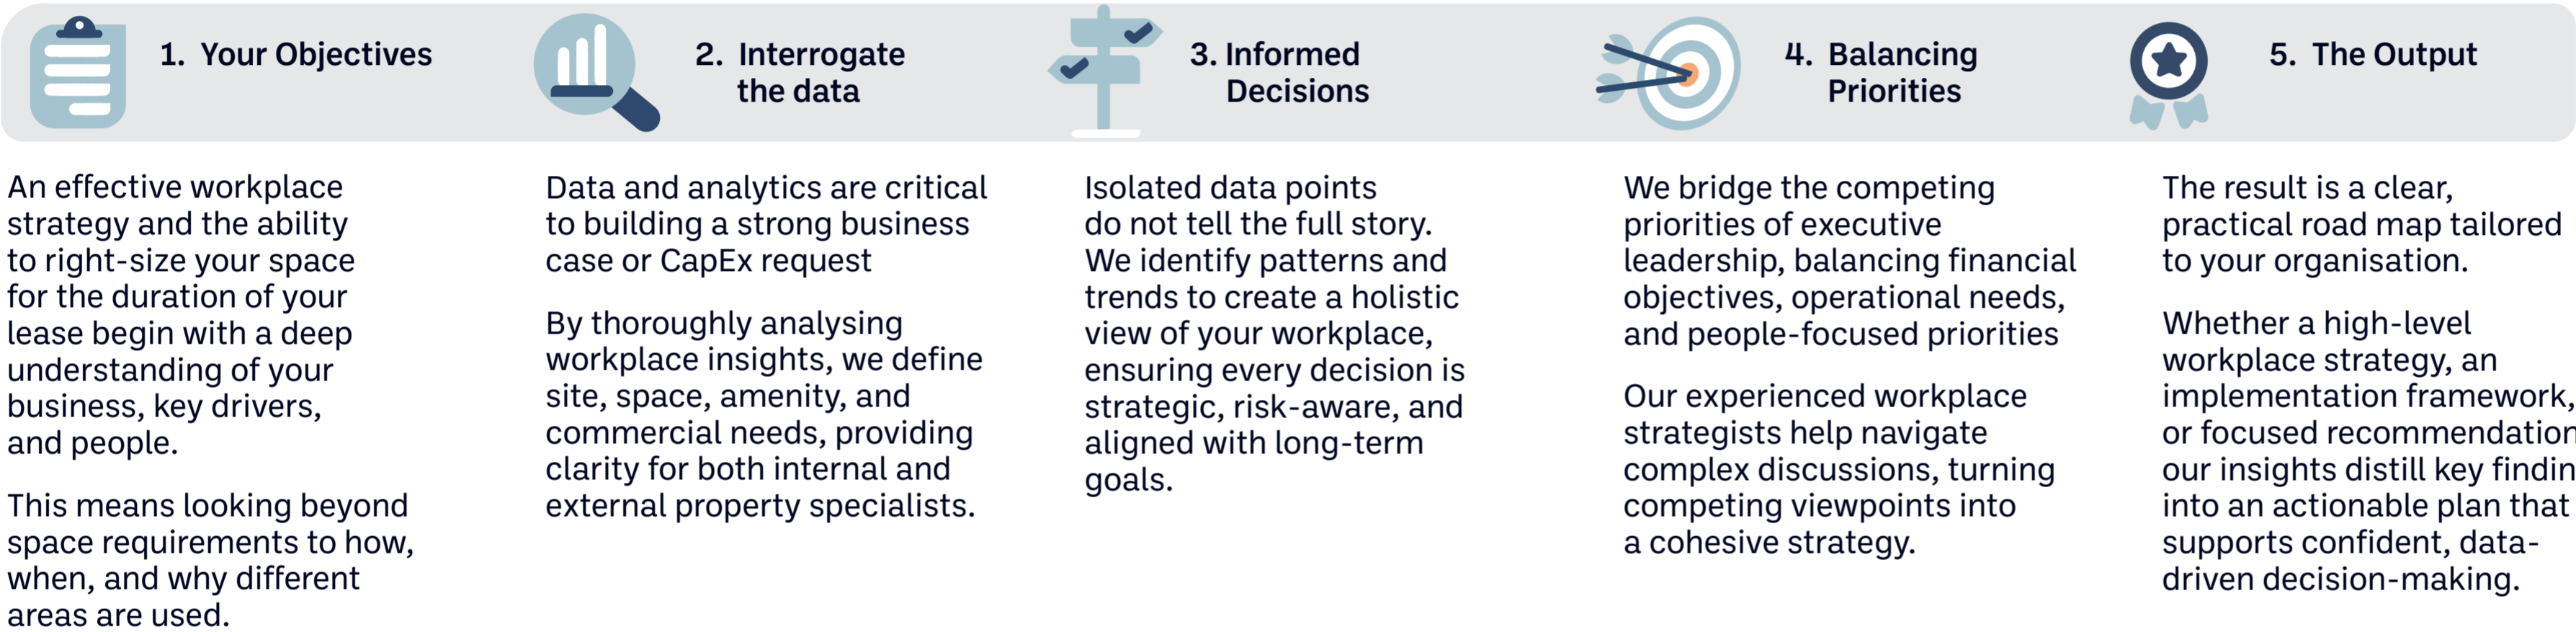 1. Your Objectives
An effective workplace
strategy and the ability
to right-size your space
for the duration of your
lease begin with a deep
understanding of your
business, key drivers,
and people.
This means looking beyond
space requirements to how,
when, and why different
areas are used.
2. Interrogate
the data
Data and analytics are critical
to building a strong business
case or CapEx request
By thoroughly analysing
workplace insights, we define
site, space, amenity, and
commercial needs, providing
clarity for both internal and
external property specialists.
3. Informed
Decisions
Isolated data points
do not tell the full story.
We identify patterns and
trends to create a holistic
view of your workplace,
ensuring every decision is
strategic, risk-aware, and
aligned with long-term
goals.
4. Balancing
Priorities
We bridge the competing
priorities of executive
leadership, balancing financial
objectives, operational needs,
and people-focused priorities
Our experienced workplace
strategists help navigate
complex discussions, turning
competing viewpoints into
a cohesive strategy.
5. The Output
The result is a clear,
practical road map tailored
to your organisation.
Whether a high-level
workplace strategy, an
implementation framework,
or focused
our insights distill key
into an actionable plan that
supports confident, data-
driven decision-making.